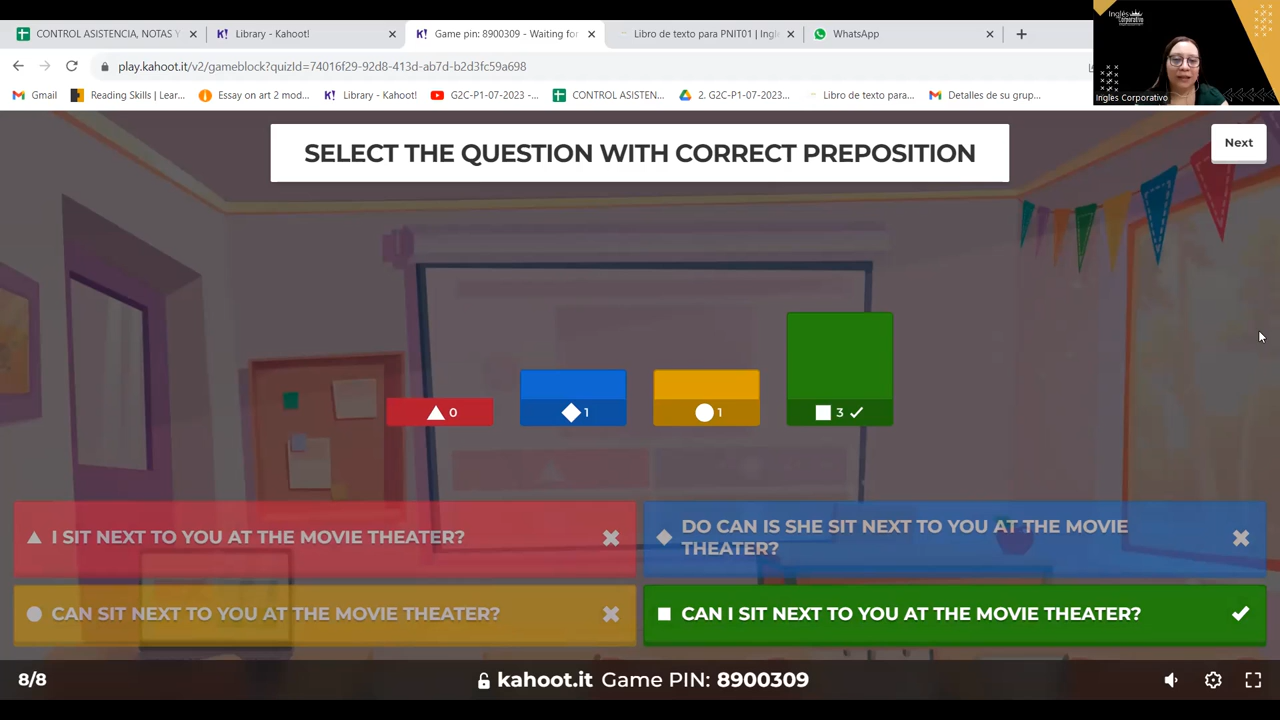 CONTROL ASISTENCIA, NOTAS Y
Library - Kahoot!
Game pin: 8900309 - Waiting for
Libro de texto para PNIT01 | Ingl
WhatsApp
play.kahoot.it/v2/gameblock?quizId=74016f29-92d8-413d-ab7d-b2d31c59a698
Gmail
Reading Skills | Lear...
Essay on art 2 mod...
Library - Kahoot!
G2C-P1-07-2023 -...
CONTROL ASISTEN...
2. G2C-P1-07-2023...
Libro de texto para...
Detalles de su grup...
Inglés
Corporativo
Ingles Corporativo
SELECT THE QUESTION WITH CORRECT PREPOSITION
Next
0
1
1
3
I SIT NEXT TO YOU AT THE MOVIE THEATER?
DO CAN IS SHE SIT NEXT TO YOU AT THE MOVIE
THEATER?
CAN SIT NEXT TO YOU AT THE MOVIE THEATER?
CAN I SIT NEXT TO YOU AT THE MOVIE THEATER?
8/8
kahoot.it Game PIN: 8900309